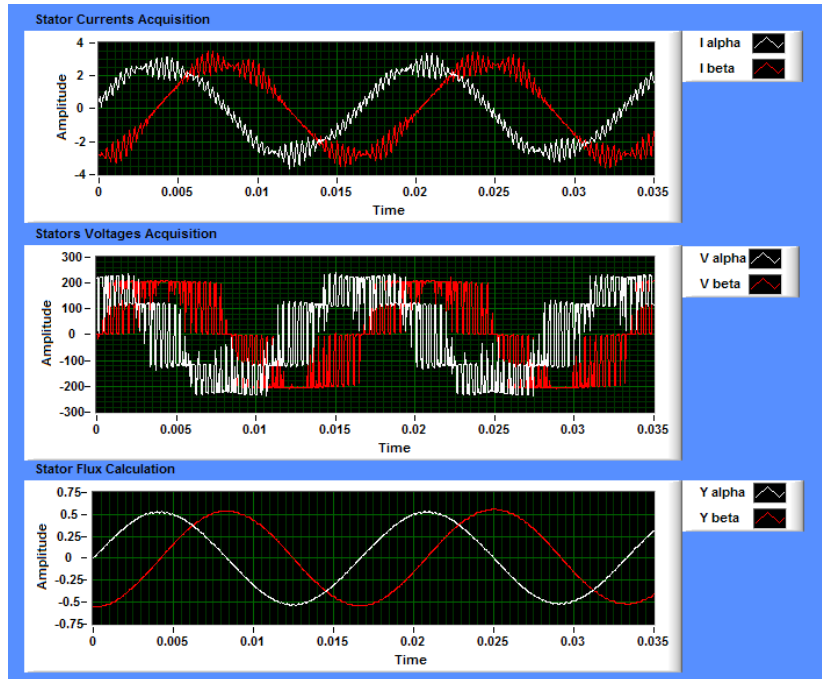 Stator Currents Acquisition
I alpha
I beta
Amplitude
4
2
0
-2
-4
0 0.005 0.01 0.015 0.02 0.025 0.03 0.035
Time
Stators Voltages Acquisition
V alpha
V beta
Amplitude
300
200
100
0
-100
-200
-300
0 0.005 0.01 0.015 0.02 0.025 0.03 0.035
Time
Stator Flux Calculation
Y alpha
Y beta
Amplitude
0.75
0.5
0.25
0
-0.25
-0.5
-0.75
0 0.005 0.01 0.015 0.02 0.025 0.03 0.035
Time